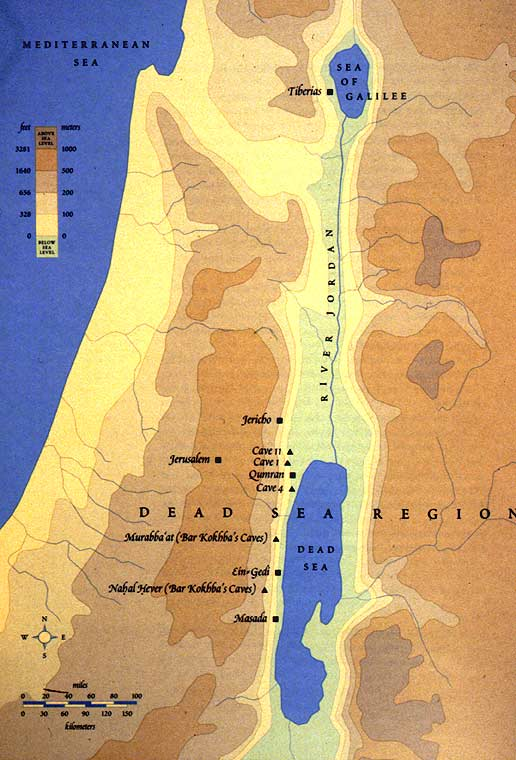 MEDITERRANEAN
SEA
SEA
OF
GALILEE
Tiberias
feet
meters
ABOVE
SEA
LEVEL
3281 1000
1640 500
656 200
328 100
0 0
BELOW
SEA
LEVEL
RIVER JORDAN
Jericho
Cave 11
Cave 1
Jerusalem
Qumran
Cave 4
DEAD SEA REGION
Murabba'at (Bar Kokhba's Caves)
DEAD
SEA
Ein-Gedi
Naḥal Ḥever (Bar Kokhba's Caves)
Masada
N
W E
S
miles
0 20 40 60 80 100
0 30 60 90 120 150
kilometers